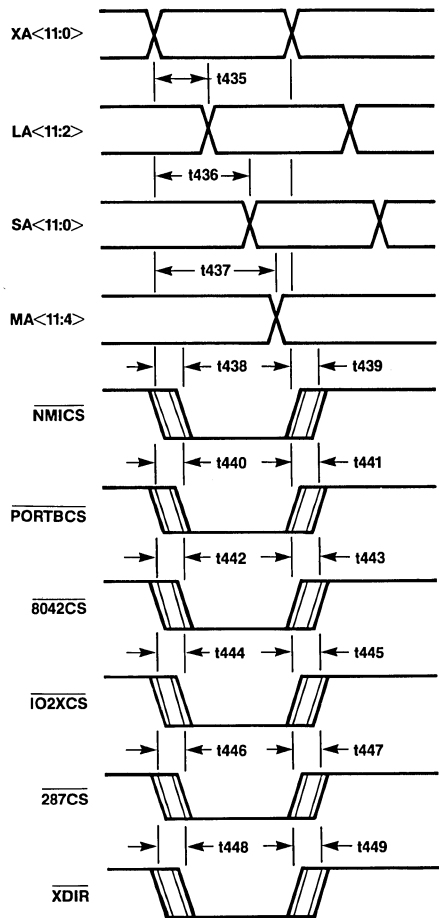 XA<11:0>
t435
LA<11:2>
t436
SA<11:0>
t437
MA<11:4>
t438 t439
NMICS
t440 t441
PORTBCS
t442 t443
8042CS
t444 t445
IO2XCS
t446 t447
287CS
t448 t449
XDIR